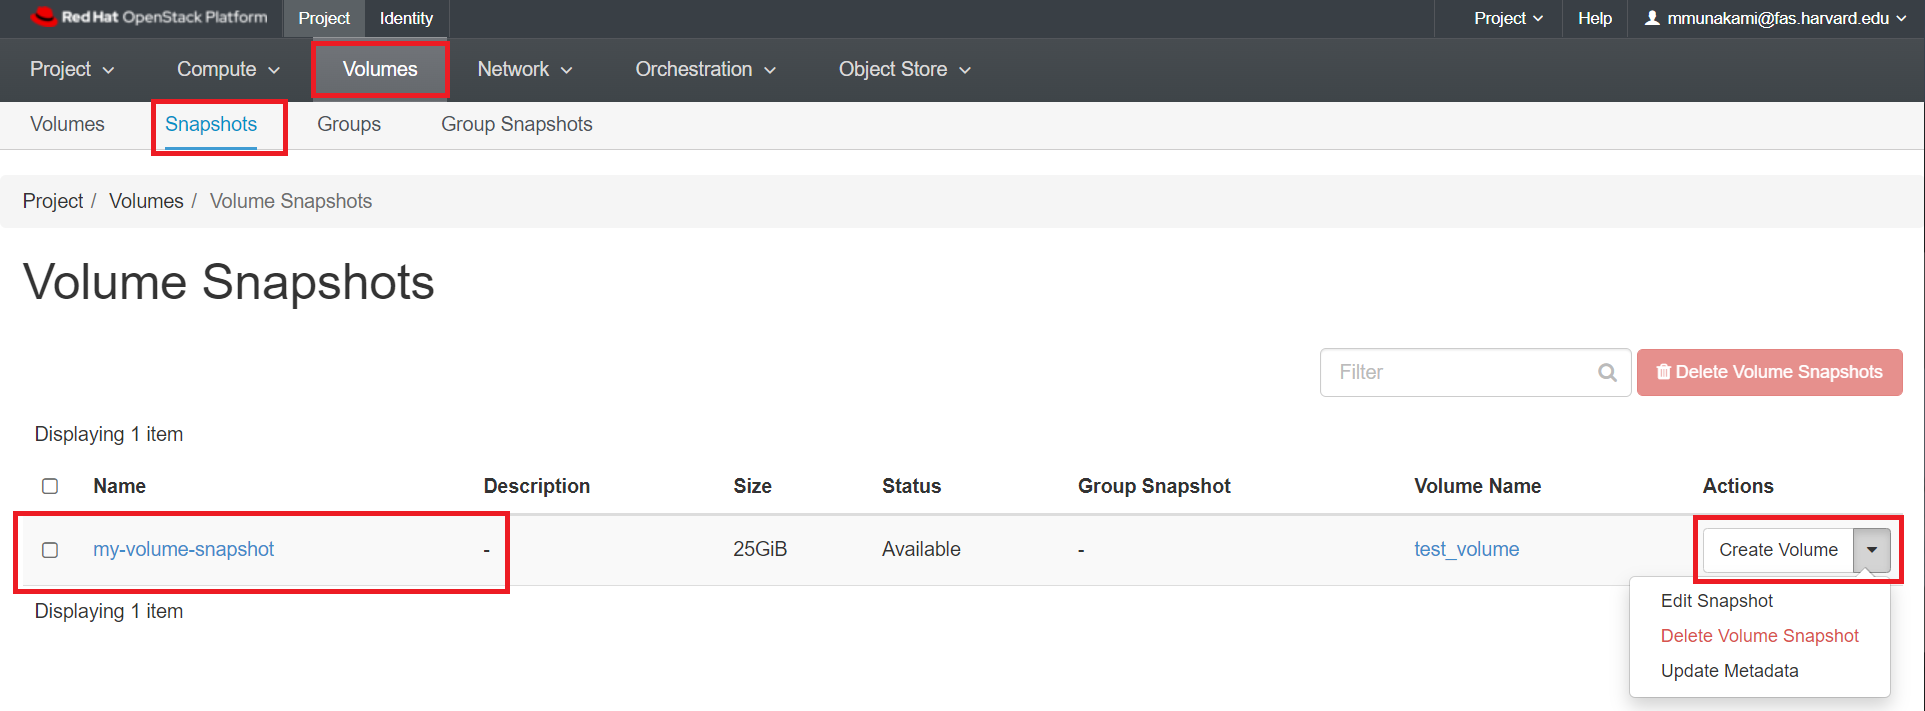 Red Hat OpenStack Platform Project Identity Project Help mmunakami@fas.harvard.edu
Project Compute Volumes Network Orchestration Object Store
Volumes Snapshots Groups Group Snapshots
Project / Volumes / Volume Snapshots
Volume Snapshots
Filter Delete Volume Snapshots
Displaying 1 item
Name Description Size Status Group Snapshot Volume Name Actions
my-volume-snapshot - 25GiB Available - test_volume Create Volume
Displaying 1 item
Edit Snapshot
Delete Volume Snapshot
Update Metadata